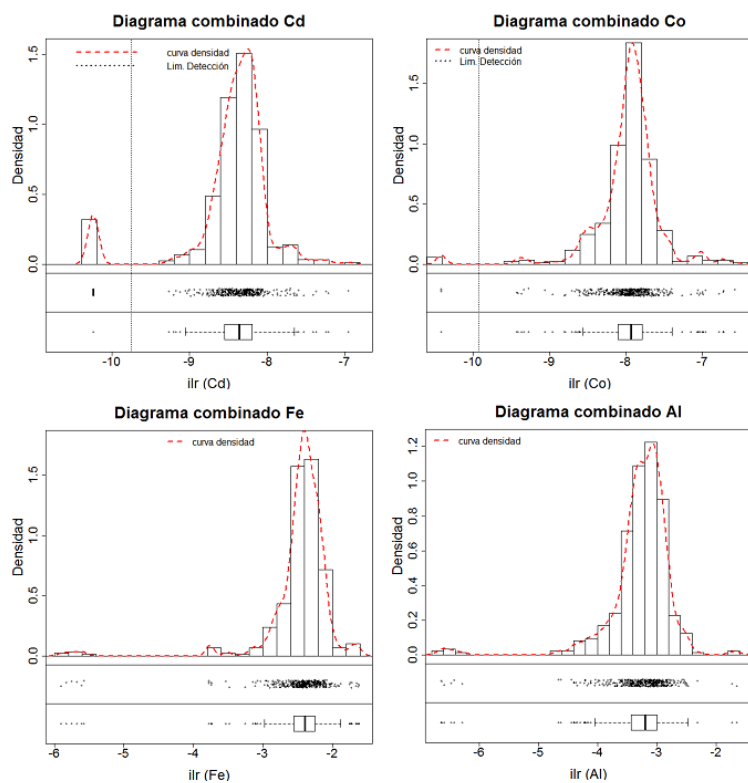 Diagrama combinado Cd
curva densidad
Lim. Detección
Densidad
0.0 0.5 1.0 1.5
-10 -9 -8 -7
ilr (Cd)
Diagrama combinado Co
curva densidad
Lim. Detección
Densidad
0.0 0.5 1.0 1.5
-10 -9 -8 -7
ilr (Co)
Diagrama combinado Fe
curva densidad
Densidad
0.0 0.5 1.0 1.5
-6 -5 -4 -3 -2
ilr (Fe)
Diagrama combinado Al
curva densidad
Densidad
0.0 0.2 0.4 0.6 0.8 1.0 1.2
-6 -5 -4 -3 -2
ilr (Al)